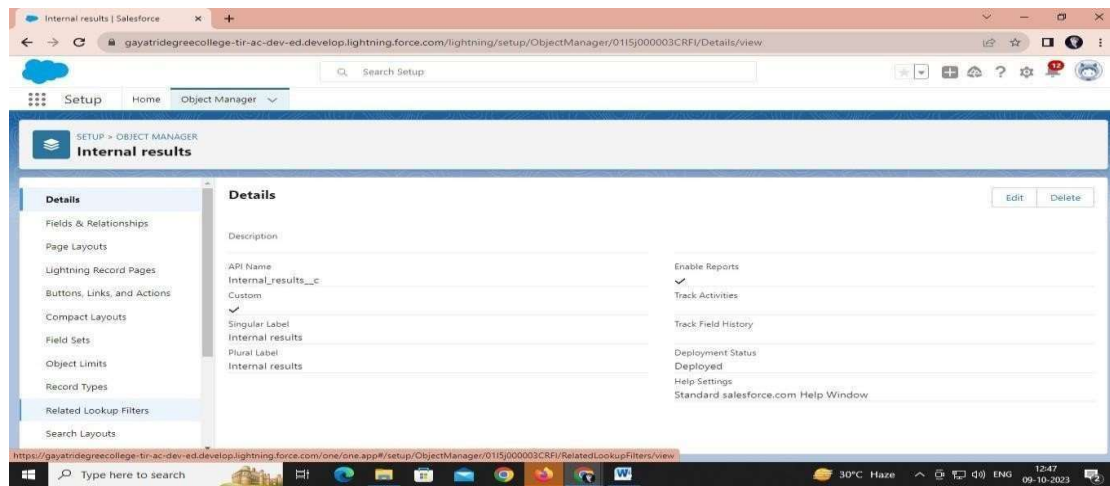 Internal results | Salesforce
gayatridegreecollege-tir-ac-dev-ed.develop.lightning.force.com/lightning/setup/ObjectManager/01I5j000003CRFI/Details/view
Search Setup
12
Setup Home Object Manager
SETUP > OBJECT MANAGER
Internal results
Details
Fields & Relationships
Page Layouts
Lightning Record Pages
Buttons, Links, and Actions
Compact Layouts
Field Sets
Object Limits
Record Types
Related Lookup Filters
Search Layouts
Details
Edit Delete
Description
API Name
Internal_results__c
Custom
Singular Label
Internal results
Plural Label
Internal results
Enable Reports
Track Activities
Track Field History
Deployment Status
Deployed
Help Settings
Standard salesforce.com Help Window
https://gayatridegreecollege-tir-ac-dev-ed.develop.lightning.force.com/one/one.app#/setup/ObjectManager/01I5j000003CRFI/RelatedLookupFilters/view
Type here to search
30°C Haze
ENG
12:47
09-10-2023
2